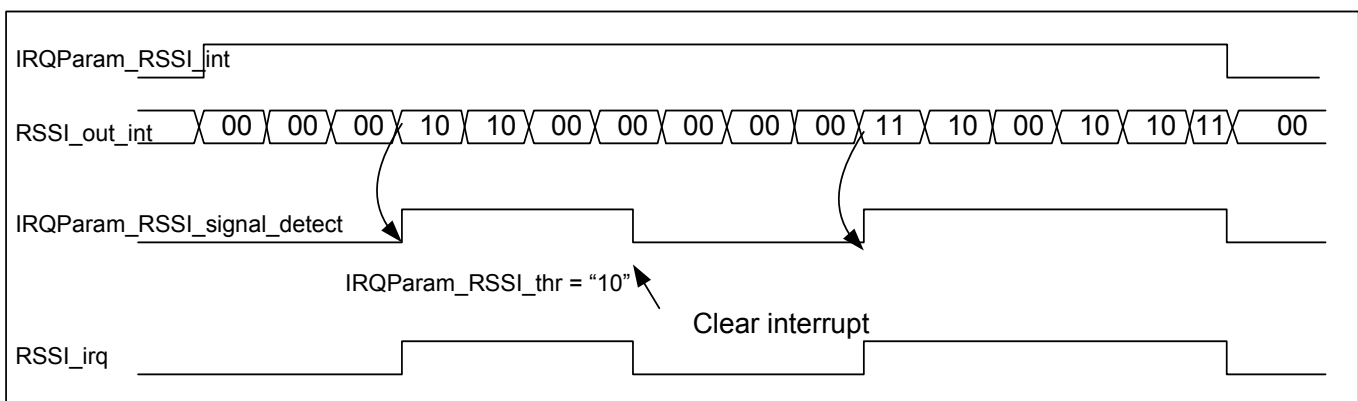 IRQParam_RSSI_int
RSSI_out_int 00 00 00 10 10 00 00 00 00 00 11 10 00 10 10 11 00
IRQParam_RSSI_signal_detect
IRQParam_RSSI_thr = “10”
Clear interrupt
RSSI_irq